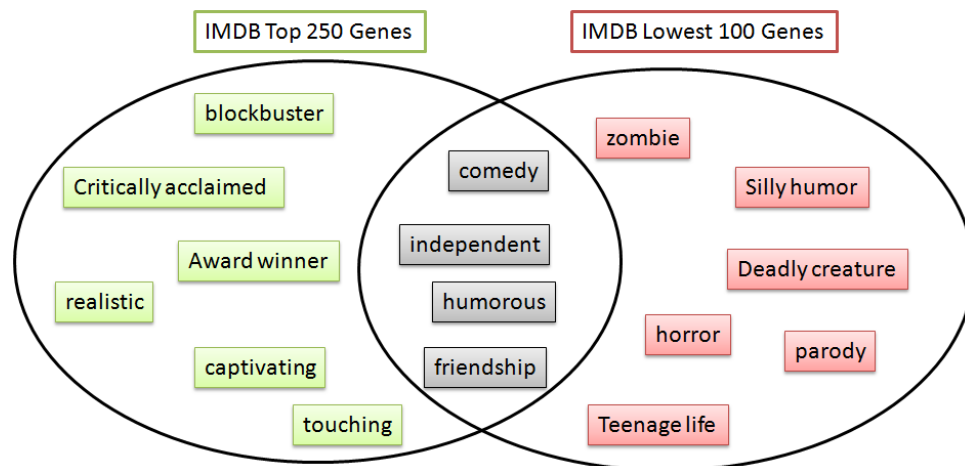 IMDB Top 250 Genes
IMDB Lowest 100 Genes
blockbuster
Critically acclaimed
Award winner
realistic
captivating
touching
comedy
independent
humorous
friendship
zombie
Silly humor
Deadly creature
horror
parody
Teenage life